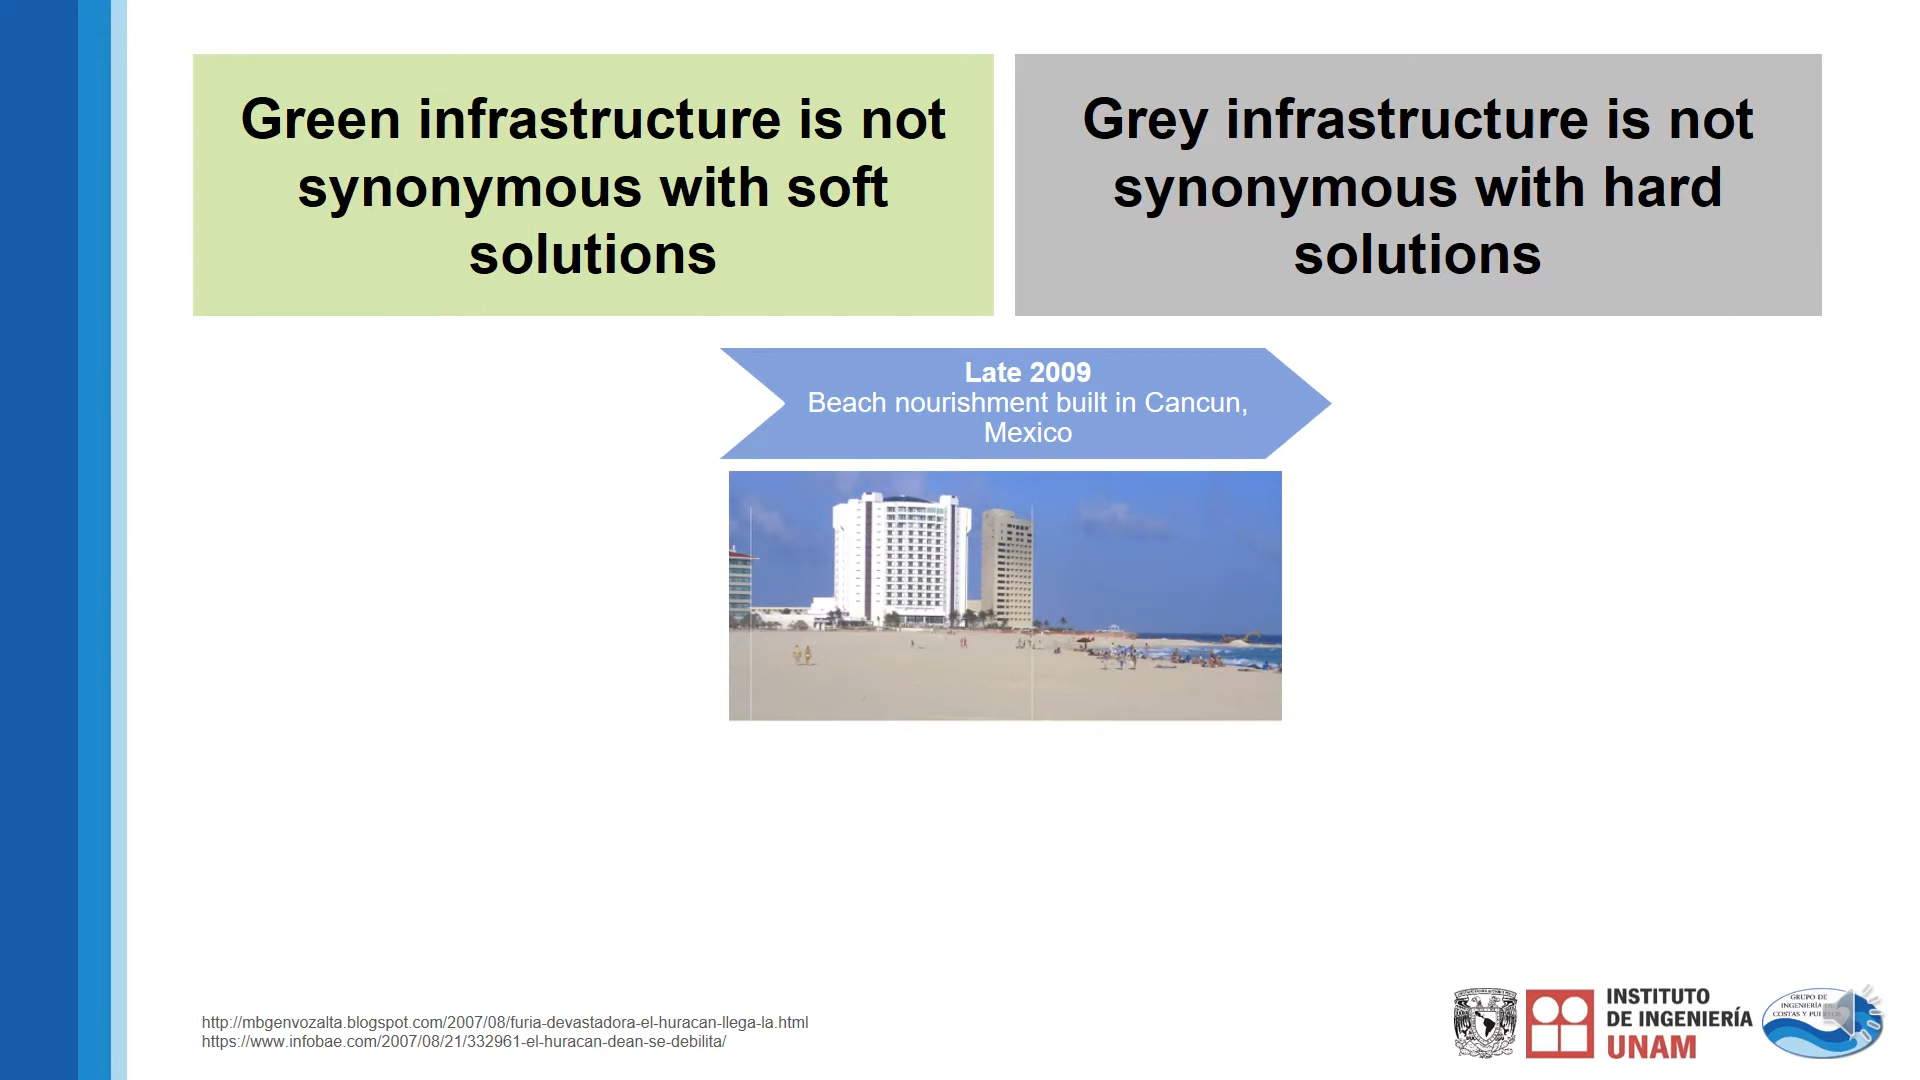 Green infrastructure is not
synonymous with soft
solutions
Grey infrastructure is not
synonymous with hard
solutions
Late 2009
Beach nourishment built in Cancun,
Mexico
http://mbgenvozalta.blogspot.com/2007/08/furia-devastadora-el-huracan-llega-la.html
https://www.infobae.com/2007/08/21/332961-el-huracan-dean-se-debilita/
INSTITUTO
DE INGENIERÍA
UNAM
GRUPO DE
INGENIERÍA DE
COSTAS Y